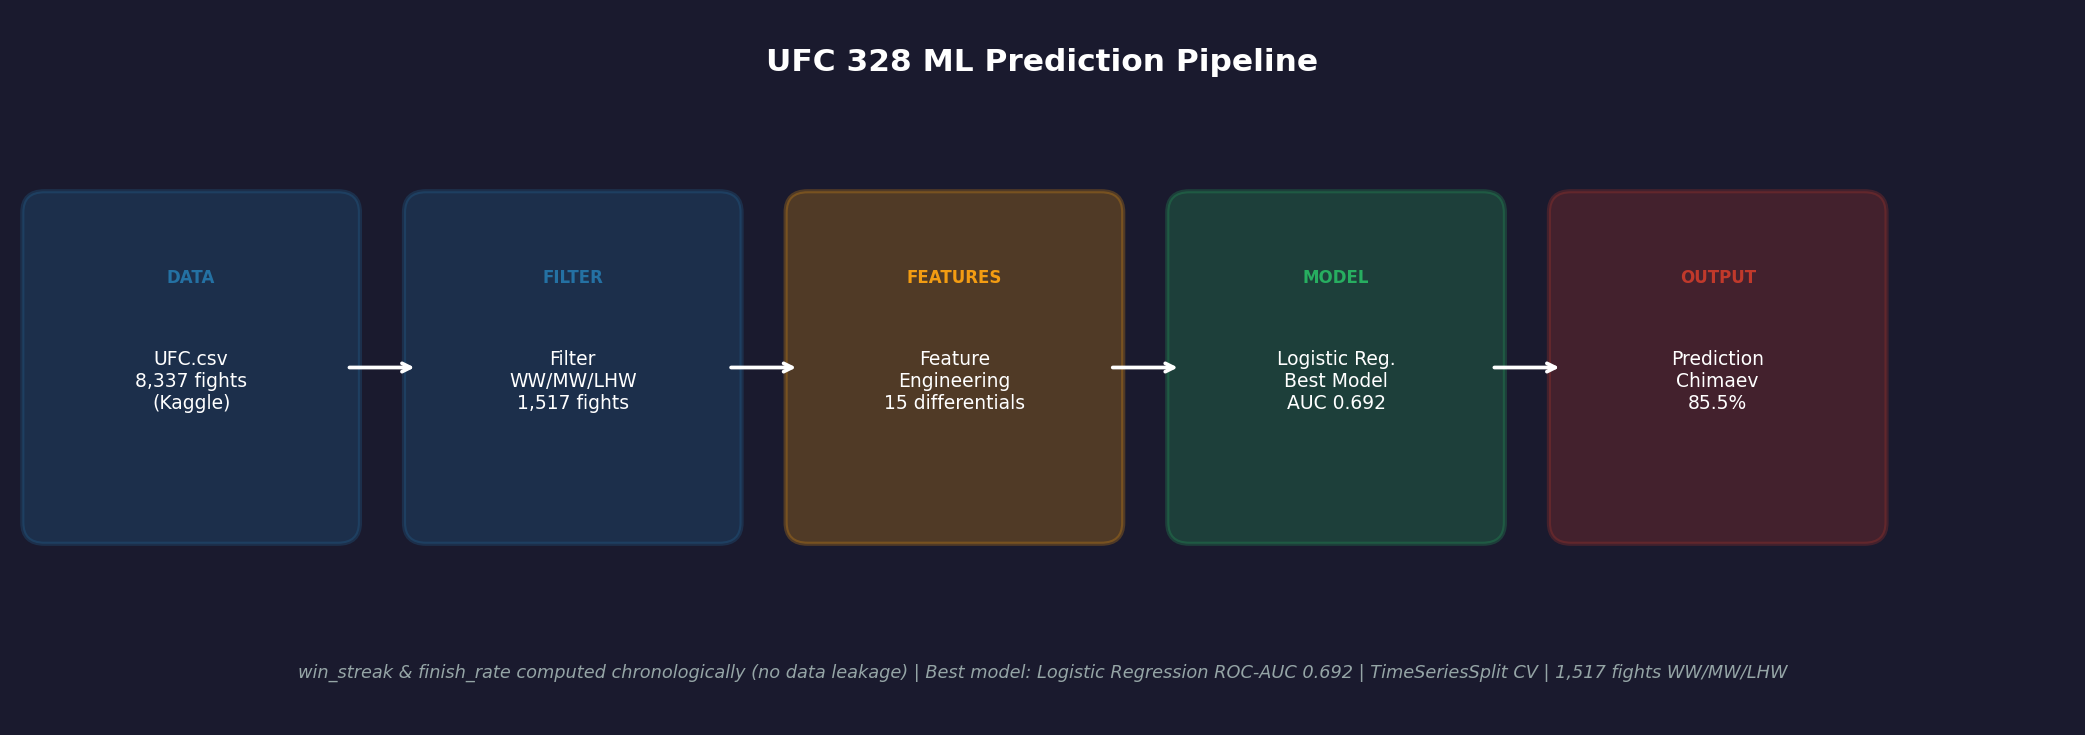 UFC 328 ML Prediction Pipeline
DATA
UFC.csv
8,337 fights
(Kaggle)
FILTER
Filter
WW/MW/LHW
1,517 fights
FEATURES
Feature
Engineering
15 differentials
MODEL
Logistic Reg.
Best Model
AUC 0.692
OUTPUT
Prediction
Chimaev
85.5%
win_streak & finish_rate computed chronologically (no data leakage) | Best model: Logistic Regression ROC-AUC 0.692 | TimeSeriesSplit CV | 1,517 fights WW/MW/LHW